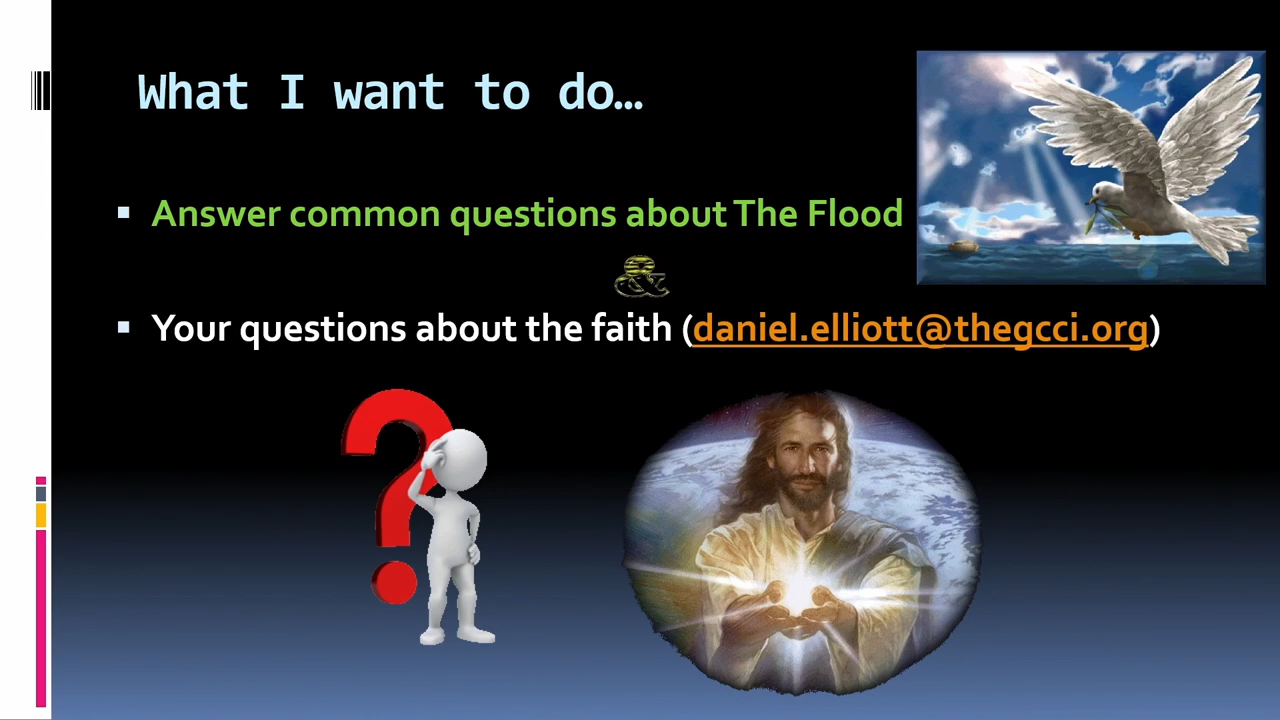 What I want to do…
Answer common questions about The Flood
&
Your questions about the faith (daniel.elliott@thegcci.org)
?